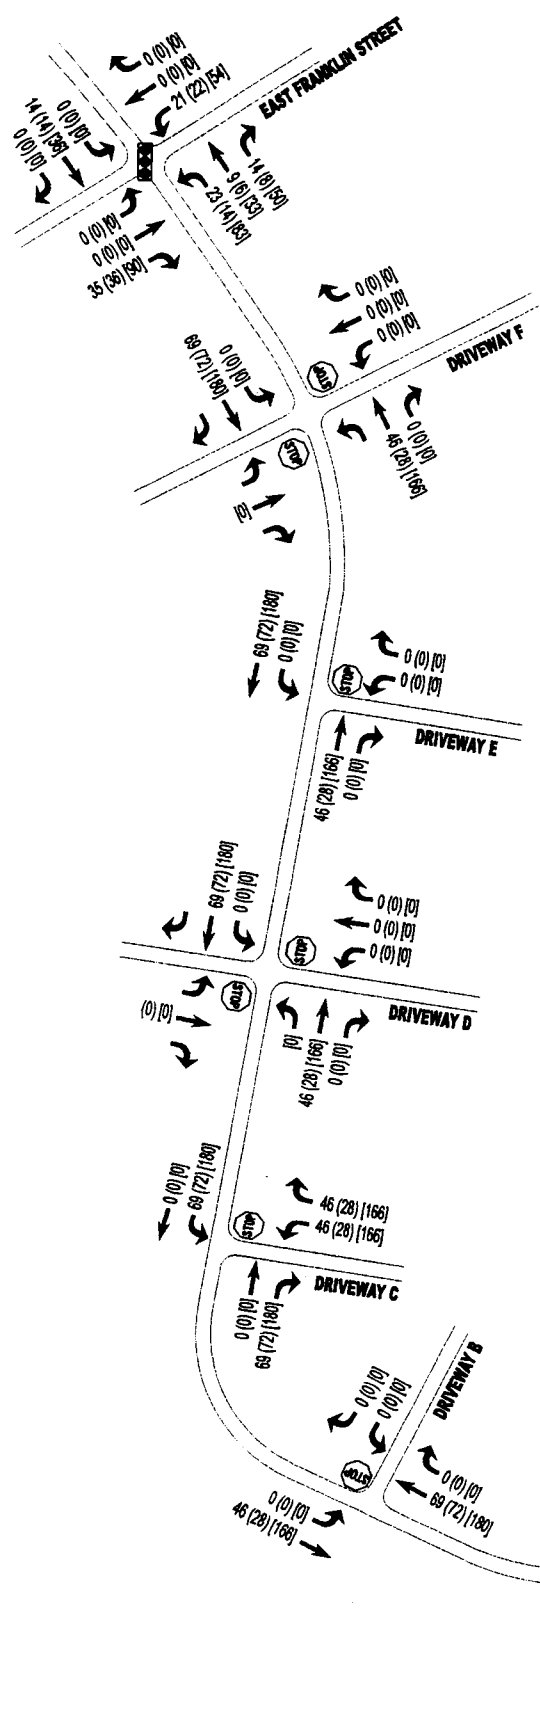 0 (0) [0]
0 (0) [0]
21 (22) [54]
EAST FRANKLIN STREET
0 (0) [0]
14 (14) [36]
0 (0) [0]
14 (8) [50]
9 (6) [33]
23 (14) [83]
0 (0) [0]
0 (0) [0]
35 (36) [90]
0 (0) [0]
0 (0) [0]
0 (0) [0]
DRIVEWAY F
STOP
0 (0) [0]
69 (72) [180]
0 (0) [0]
46 (28) [166]
STOP
[0]
69 (72) [180]
0 (0) [0]
0 (0) [0]
0 (0) [0]
STOP
DRIVEWAY E
46 (28) [166]
0 (0) [0]
69 (72) [180]
0 (0) [0]
0 (0) [0]
0 (0) [0]
0 (0) [0]
STOP
STOP
DRIVEWAY D
(0) [0]
[0]
46 (28) [166]
0 (0) [0]
0 (0) [0]
69 (72) [180]
46 (28) [166]
46 (28) [166]
STOP
DRIVEWAY C
0 (0) [0]
69 (72) [180]
DRIVEWAY B
0 (0) [0]
0 (0) [0]
STOP
0 (0) [0]
69 (72) [180]
0 (0) [0]
46 (28) [166]